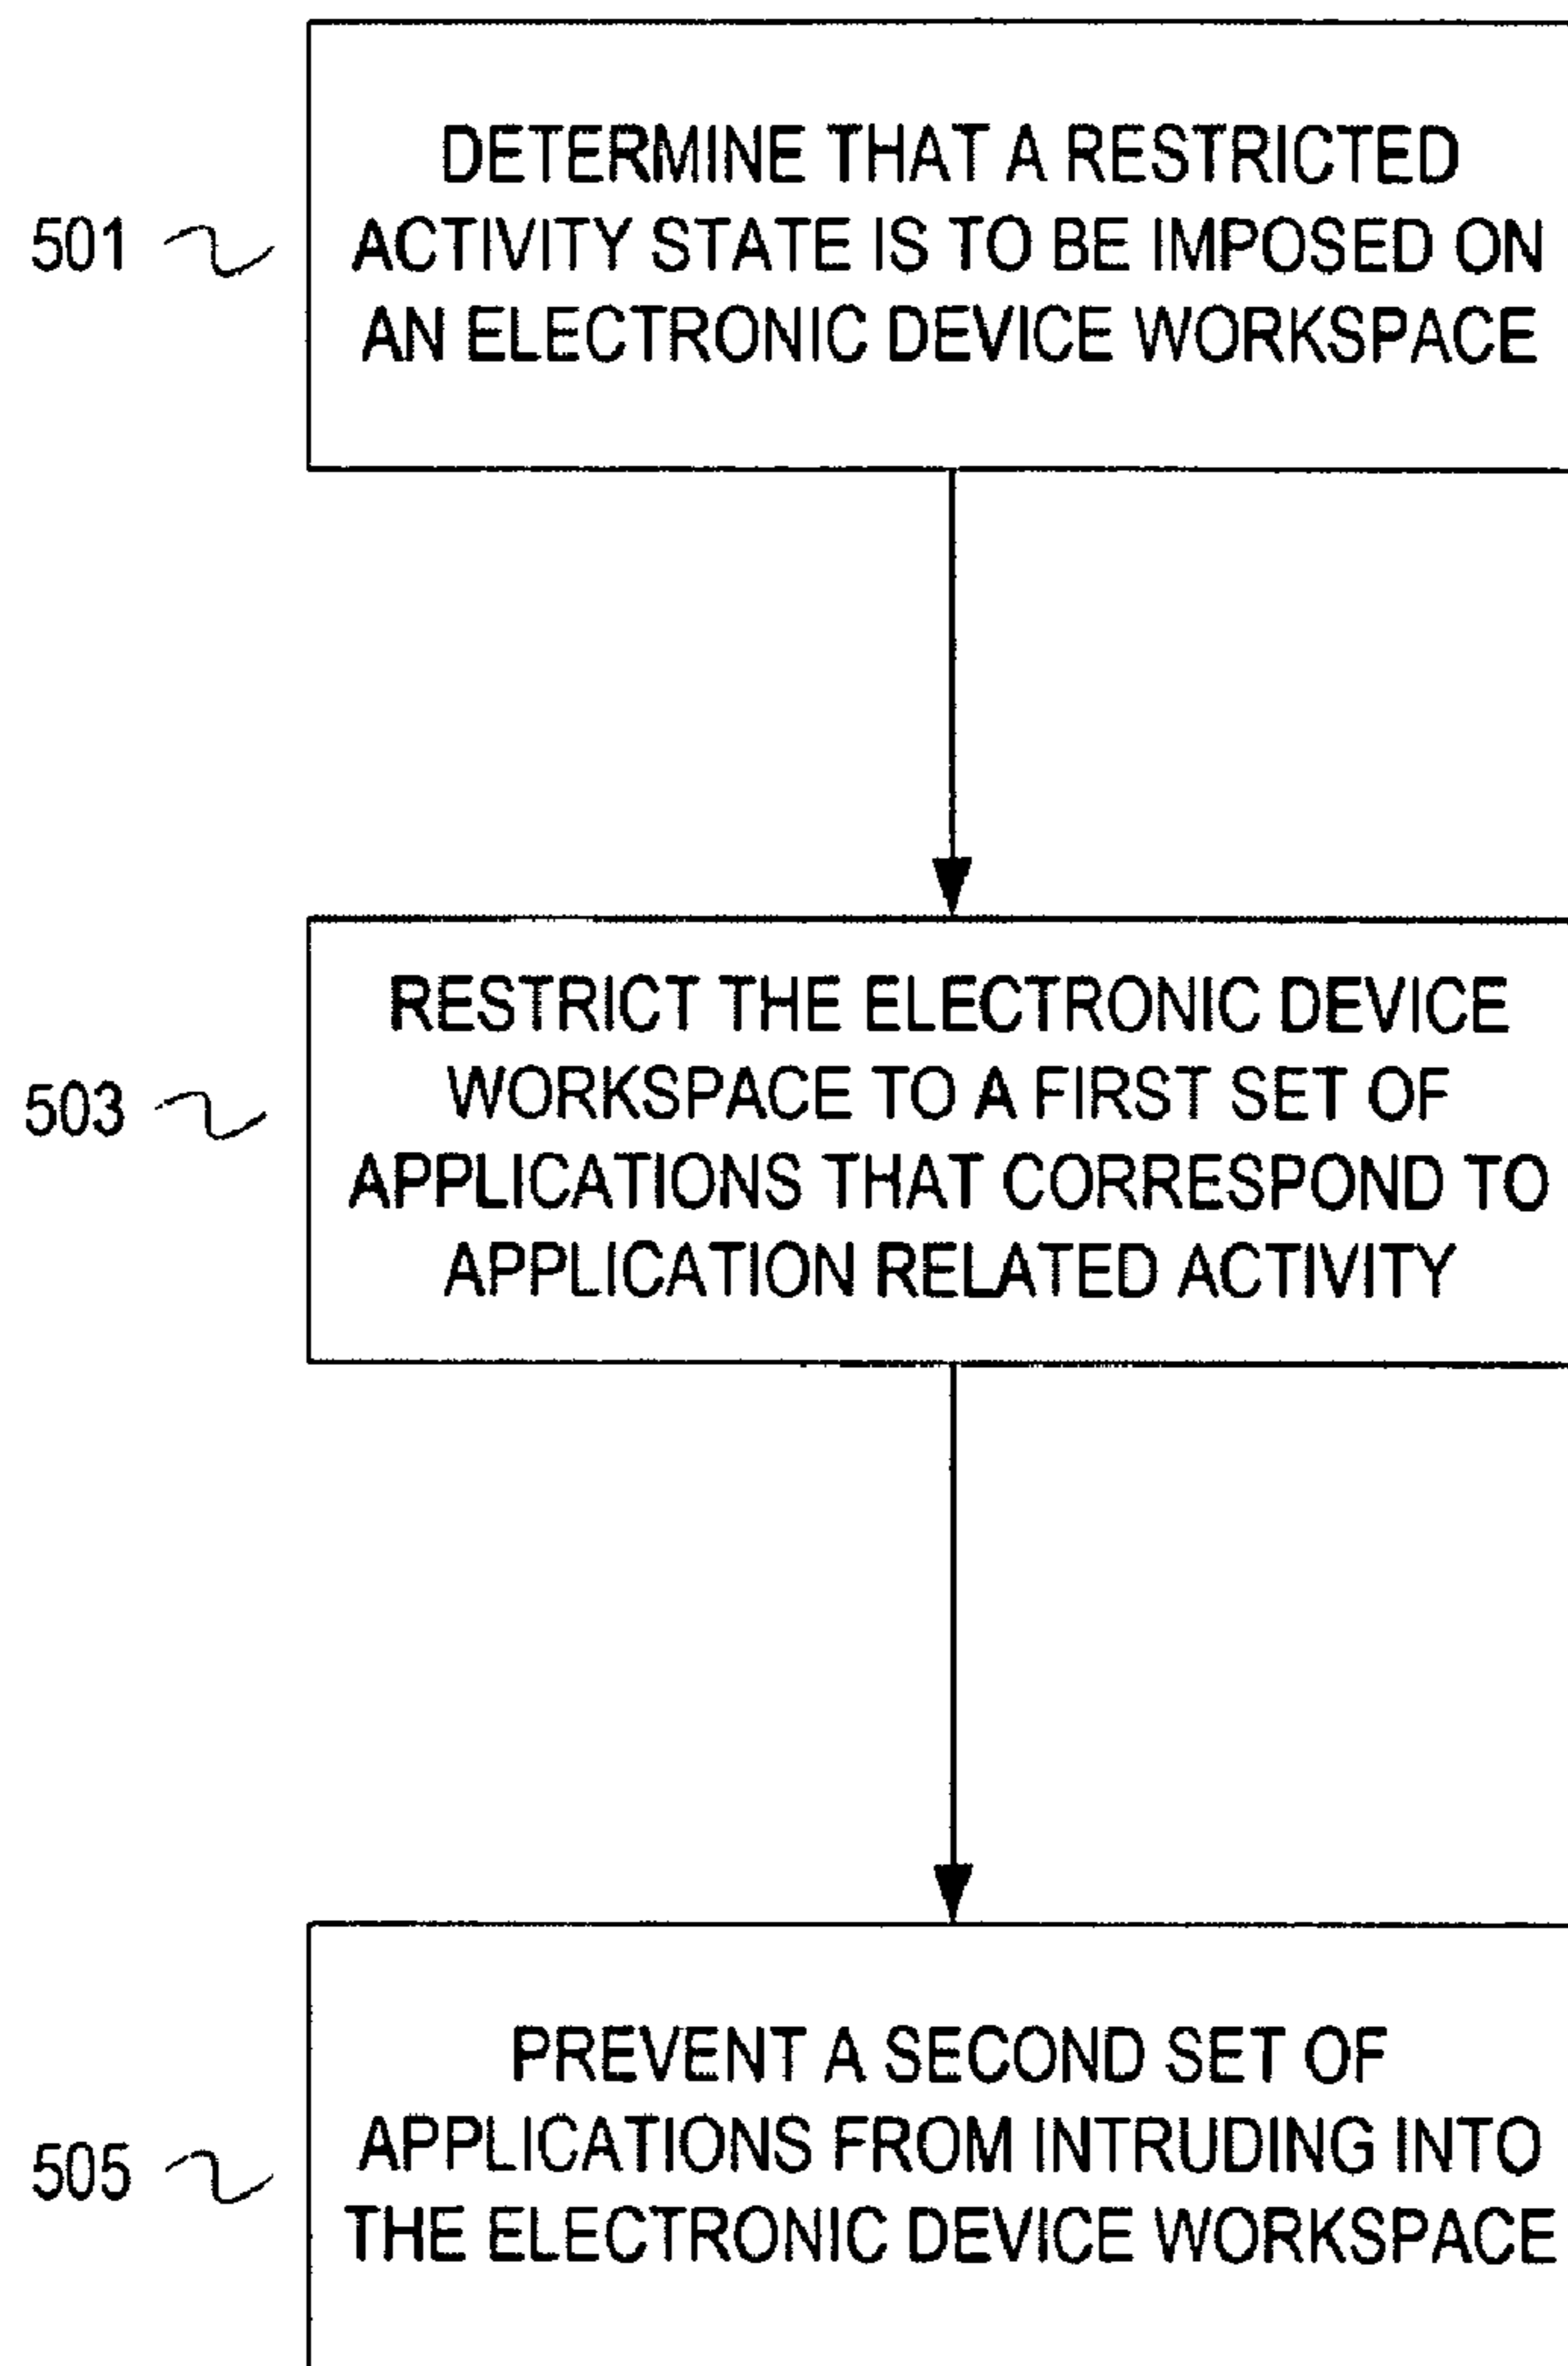 DETERMINE THAT A RESTRICTED
501 ACTIVITY STATE IS TO BE IMPOSED ON
AN ELECTRONIC DEVICE WORKSPACE
RESTRICT THE ELECTRONIC DEVICE
503 WORKSPACE TO A FIRST SET OF
APPLICATIONS THAT CORRESPOND TO
APPLICATION RELATED ACTIVITY
PREVENT A SECOND SET OF
505 APPLICATIONS FROM INTRUDING INTO
THE ELECTRONIC DEVICE WORKSPACE